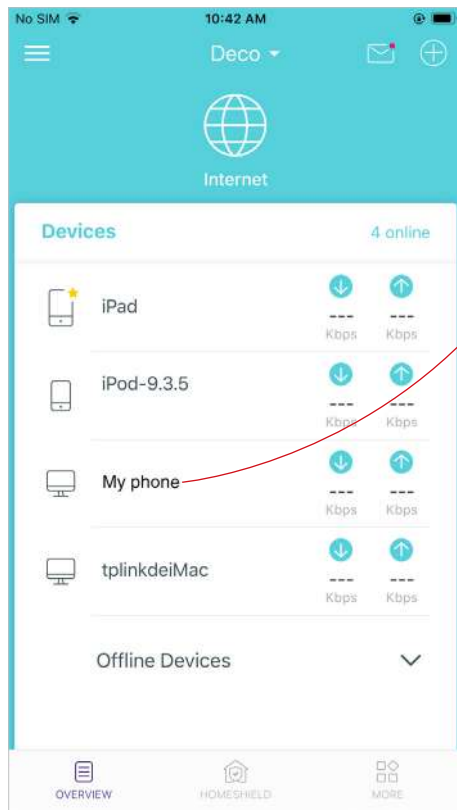 No SIM 10:42 AM
Deco
Internet
Devices 4 online
iPad
--- ---
Kbps Kbps
iPod-9.3.5
--- ---
Kbps Kbps
My phone
--- ---
Kbps Kbps
tplinkdeiMac
--- ---
Kbps Kbps
Offline Devices
OVERVIEW HOMESHIELD MORE